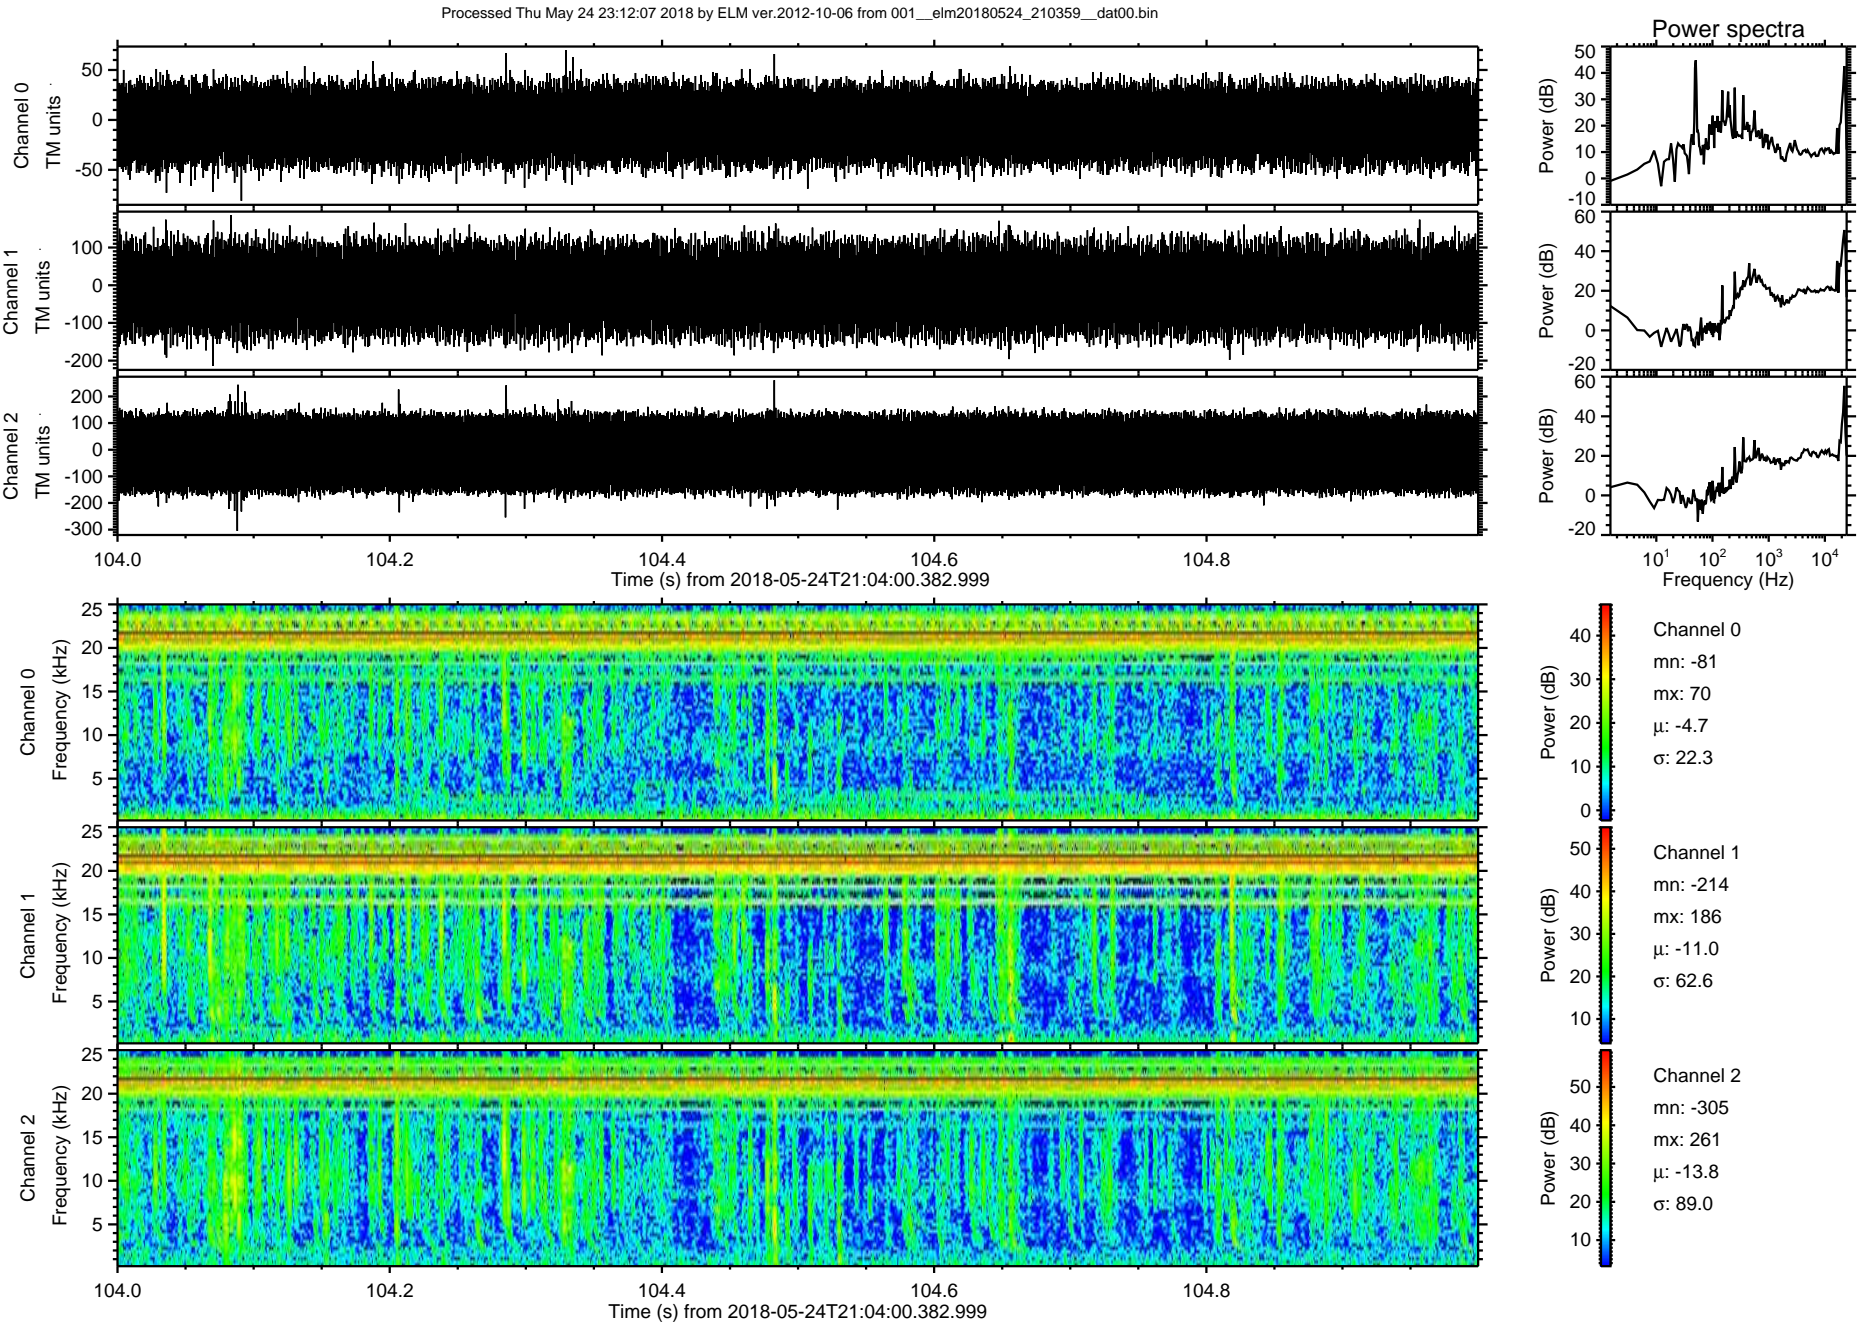 Processed Thu May 24 23:12:07 2018 by ELM ver.2012-10-06 from 001__elm20180524_210359__dat00.bin
Power spectra
Channel 0
TM units
50
0
-50
Power (dB)
50
40
30
20
10
0
-10
Channel 1
TM units
100
0
-100
-200
Power (dB)
60
40
20
0
-20
Channel 2
TM units
200
100
0
-100
-200
-300
Power (dB)
60
40
20
0
-20
104.0 104.2 104.4 104.6 104.8
Time (s) from 2018-05-24T21:04:00.382.999
10¹ 10² 10³ 10⁴
Frequency (Hz)
Channel 0
Frequency (kHz)
25
20
15
10
5
Power (dB)
40
30
20
10
0
Channel 0
mn: -81
mx: 70
μ: -4.7
σ: 22.3
Channel 1
Frequency (kHz)
25
20
15
10
5
Power (dB)
50
40
30
20
10
Channel 1
mn: -214
mx: 186
μ: -11.0
σ: 62.6
Channel 2
Frequency (kHz)
25
20
15
10
5
Power (dB)
50
40
30
20
10
Channel 2
mn: -305
mx: 261
μ: -13.8
σ: 89.0
104.0 104.2 104.4 104.6 104.8
Time (s) from 2018-05-24T21:04:00.382.999